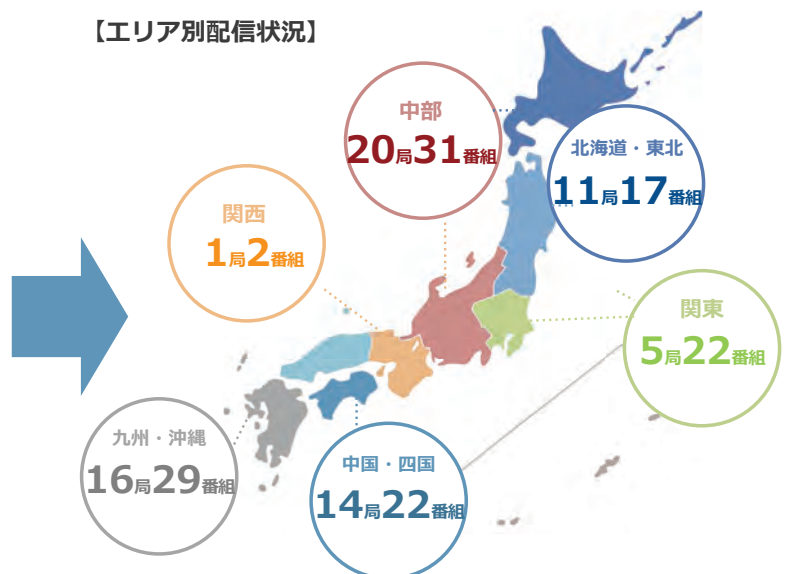 【エリア別配信状況】
中部
20局31番組
北海道・東北
11局17番組
関西
1局2番組
関東
5局22番組
九州・沖縄
16局29番組
中国・四国
14局22番組